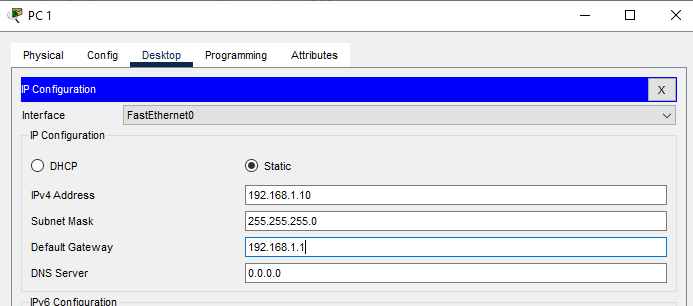 PC 1
Physical Config Desktop Programming Attributes
IP Configuration X
Interface FastEthernet0
IP Configuration
DHCP Static
IPv4 Address 192.168.1.10
Subnet Mask 255.255.255.0
Default Gateway 192.168.1.1
DNS Server 0.0.0.0
IPv6 Configuration